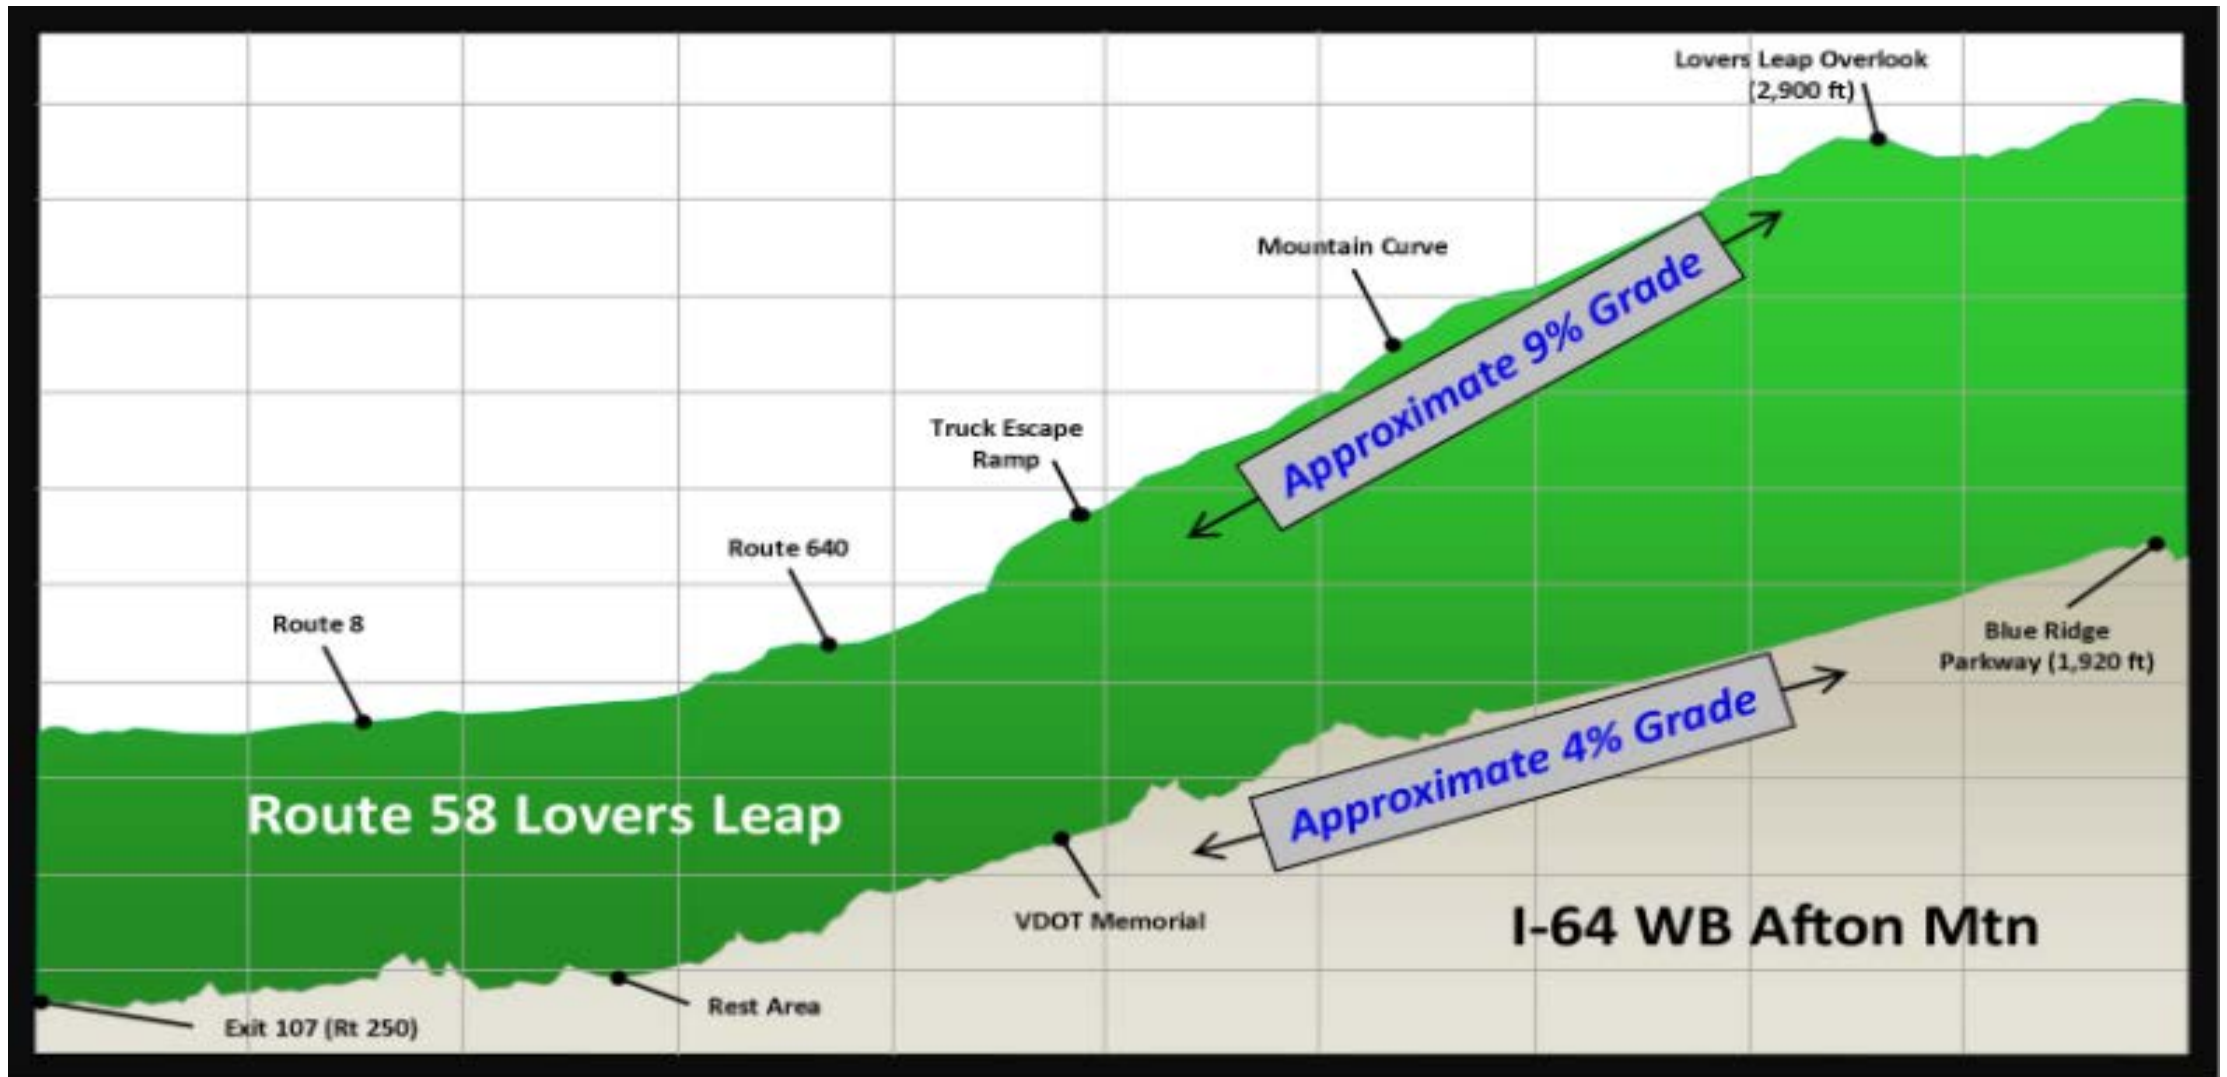 Lovers Leap Overlook
(2,900 ft)
Mountain Curve
Approximate 9% Grade
Truck Escape
Ramp
Route 640
Route 8
Blue Ridge
Parkway (1,920 ft)
Approximate 4% Grade
Route 58 Lovers Leap
VDOT Memorial
I-64 WB Afton Mtn
Rest Area
Exit 107 (Rt 250)